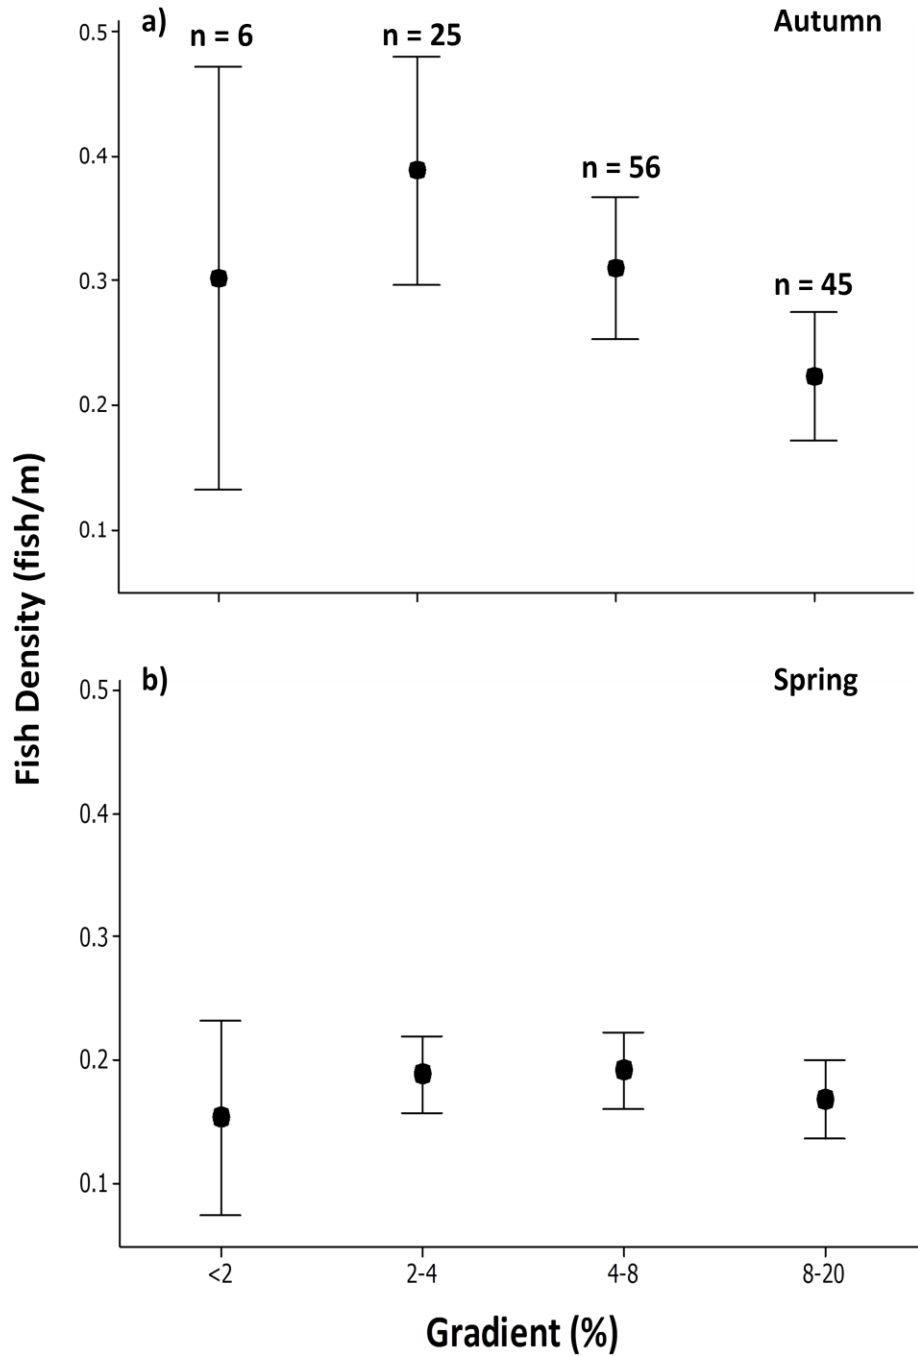 a)
Autumn
n = 6
n = 25
n = 56
n = 45
0.5
0.4
0.3
0.2
0.1
Fish Density (fish/m)
b)
Spring
0.5
0.4
0.3
0.2
0.1
<2
2-4
4-8
8-20
Gradient (%)